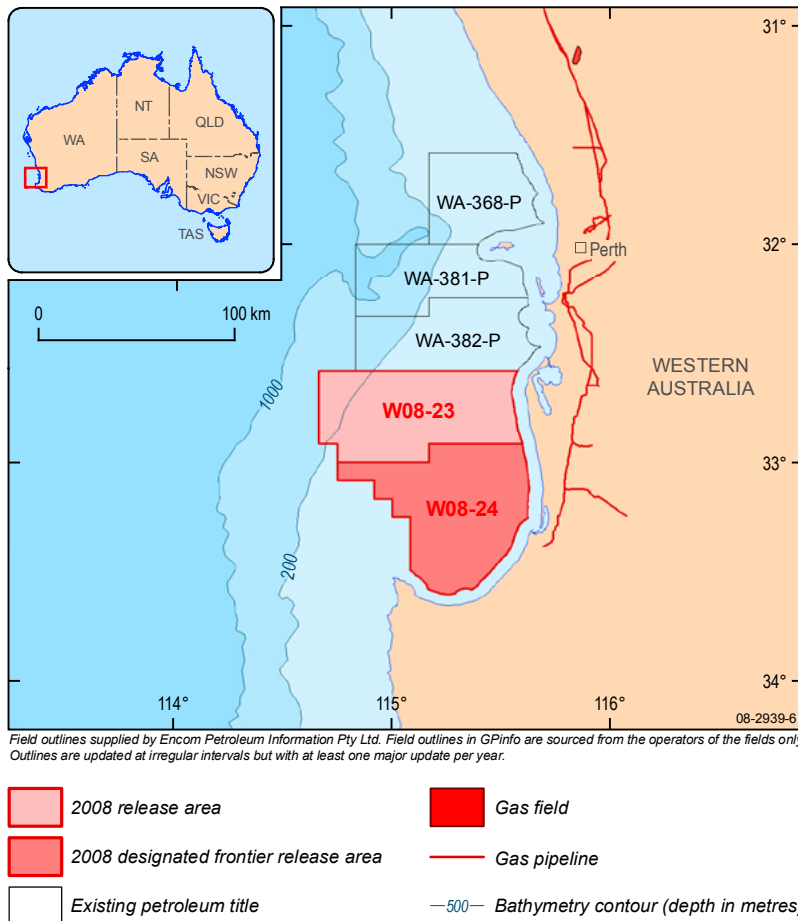 NT
QLD
WA
SA
NSW
VIC
TAS
31°
WA-368-P
32°
Perth
WA-381-P
0
100 km
WA-382-P
WESTERN
AUSTRALIA
1000
W08-23
33°
W08-24
200
34°
114°
115°
116°
08-2939-6
Field outlines supplied by Encom Petroleum Information Pty Ltd. Field outlines in GPinfo are sourced from the operators of the fields only
Outlines are updated at irregular intervals but with at least one major update per year.
2008 release area
Gas field
2008 designated frontier release area
Gas pipeline
Existing petroleum title
500
Bathymetry contour (depth in metres